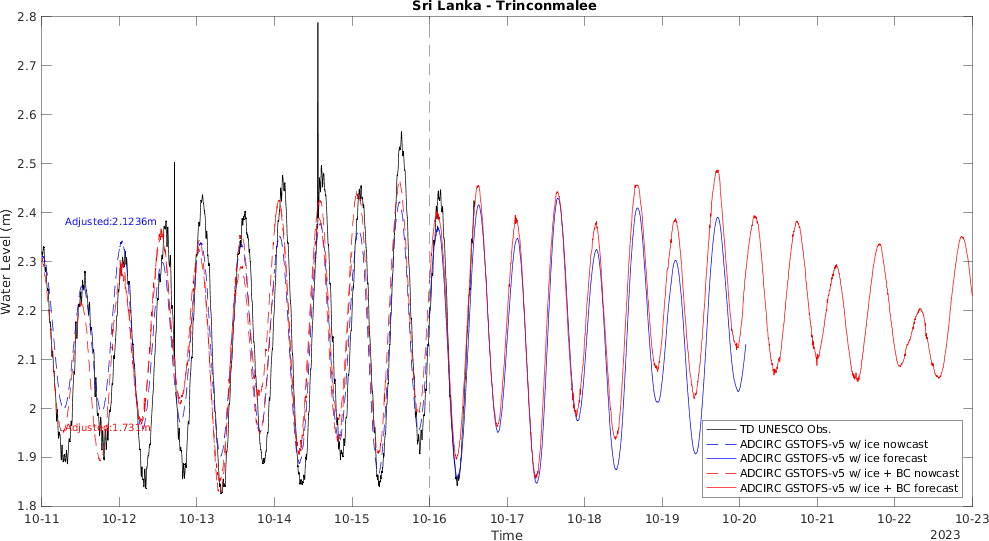 Sri Lanka - Trinconmalee
2.8
2.7
2.6
2.5
2.4
2.3
2.2
2.1
2
1.9
1.8
Water Level (m)
Adjusted:2.1236m
Adjusted:1.731m
TD UNESCO Obs.
ADCIRC GSTOFS-v5 w/ ice nowcast
ADCIRC GSTOFS-v5 w/ ice forecast
ADCIRC GSTOFS-v5 w/ ice + BC nowcast
ADCIRC GSTOFS-v5 w/ ice + BC forecast
10-11 10-12 10-13 10-14 10-15 10-16 10-17 10-18 10-19 10-20 10-21 10-22 10-23
Time 2023